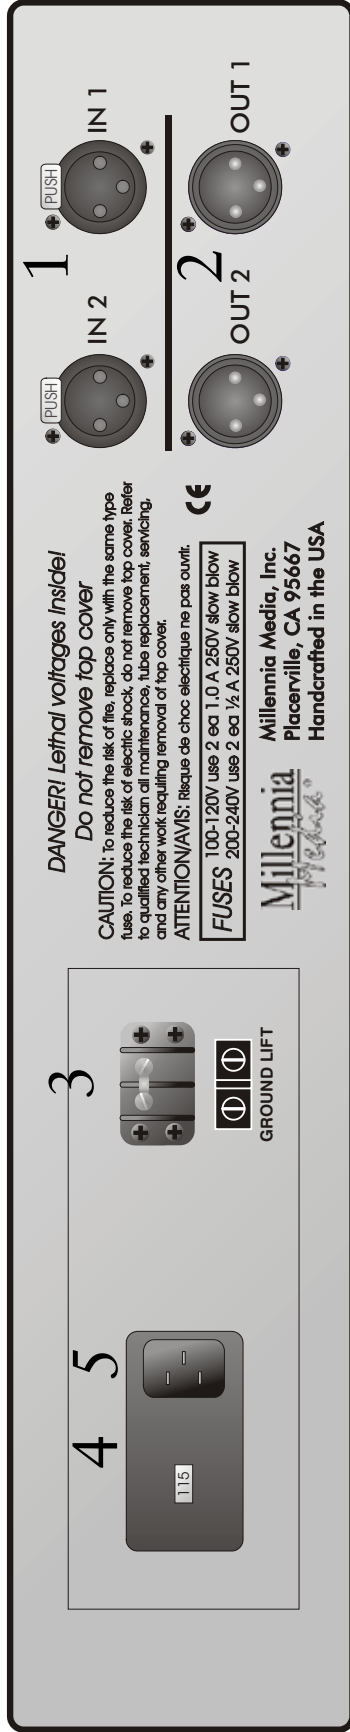 4
5
115
3
GROUND LIFT
DANGER! Lethal voltages Inside!
Do not remove top cover
CAUTION: To reduce the risk of fire, replace only with the same type
fuse. To reduce the risk of electric shock, do not remove top cover. Refer
to qualified technician all maintenance, tube replacement, servicing,
and any other work requiring removal of top cover.
ATTENTION/AVIS: Risque de choc electrique ne pas ouvrit.
CE
FUSES
100-120V use 2 ea 1.0 A 250V slow blow
200-240V use 2 ea ½ A 250V slow blow
Millennia
Media
Millennia Media, Inc.
Placerville, CA 95667
Handcrafted in the USA
PUSH
IN 2
1
PUSH
IN 1
OUT 2
2
OUT 1